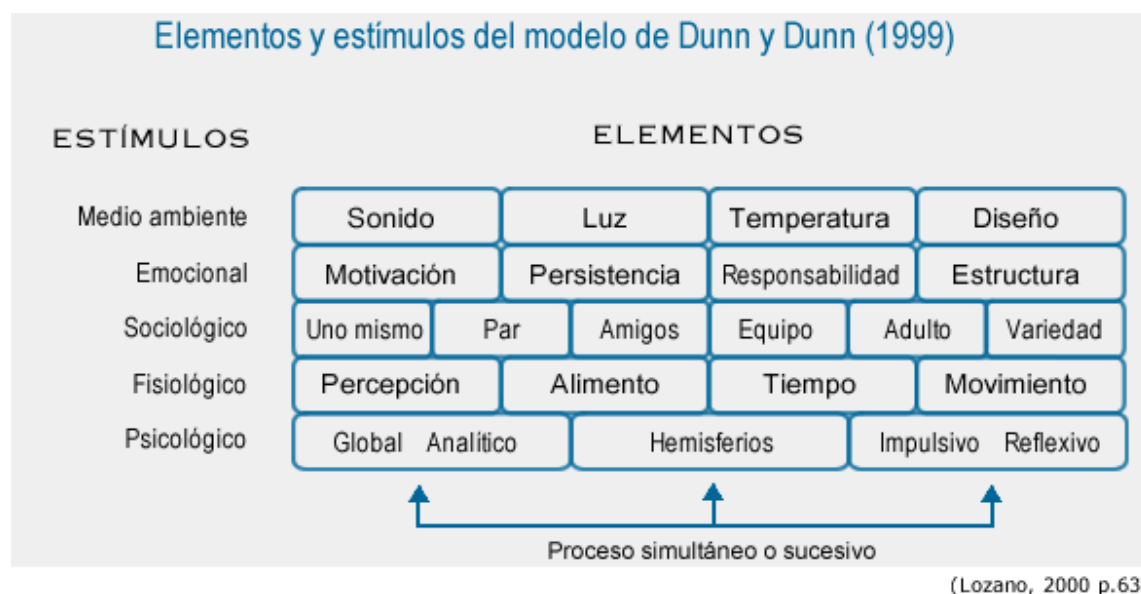 Elementos y estímulos del modelo de Dunn y Dunn (1999)
ESTÍMULOS ELEMENTOS
Medio ambiente Sonido Luz Temperatura Diseño
Emocional Motivación Persistencia Responsabilidad Estructura
Sociológico Uno mismo Par Amigos Equipo Adulto Variedad
Fisiológico Percepción Alimento Tiempo Movimiento
Psicológico Global Analítico Hemisferios Impulsivo Reflexivo
Proceso simultáneo o sucesivo
(Lozano, 2000 p.63